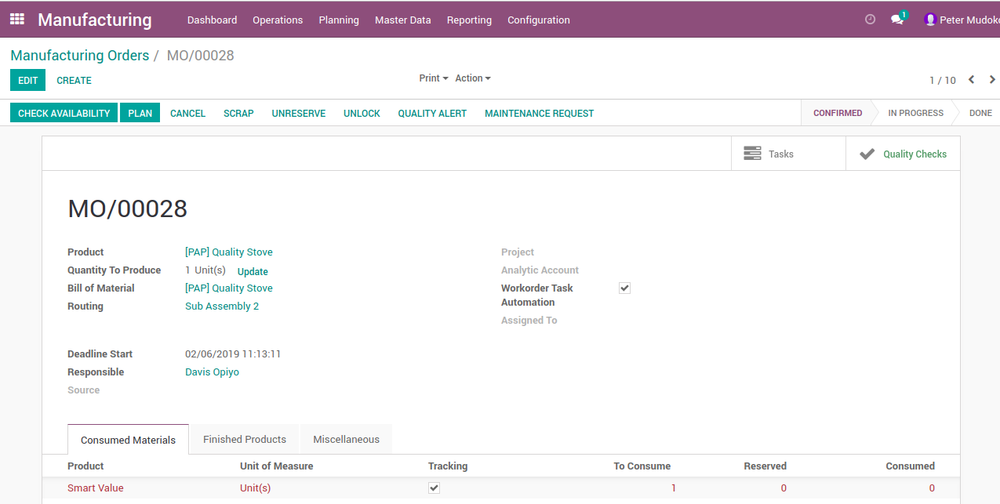 Manufacturing Dashboard Operations Planning Master Data Reporting Configuration 1 Peter Mudok
Manufacturing Orders / MO/00028
EDIT CREATE Print Action 1 / 10
CHECK AVAILABILITY PLAN CANCEL SCRAP UNRESERVE UNLOCK QUALITY ALERT MAINTENANCE REQUEST CONFIRMED IN PROGRESS DONE
Tasks Quality Checks
MO/00028
Product [PAP] Quality Stove Project
Quantity To Produce 1 Unit(s) Update Analytic Account
Bill of Material [PAP] Quality Stove Workorder Task
Automation
Routing Sub Assembly 2
Assigned To
Deadline Start 02/06/2019 11:13:11
Responsible Davis Opiyo
Source
Consumed Materials Finished Products Miscellaneous
Product Unit of Measure Tracking To Consume Reserved Consumed
Smart Value Unit(s) 1 0 0